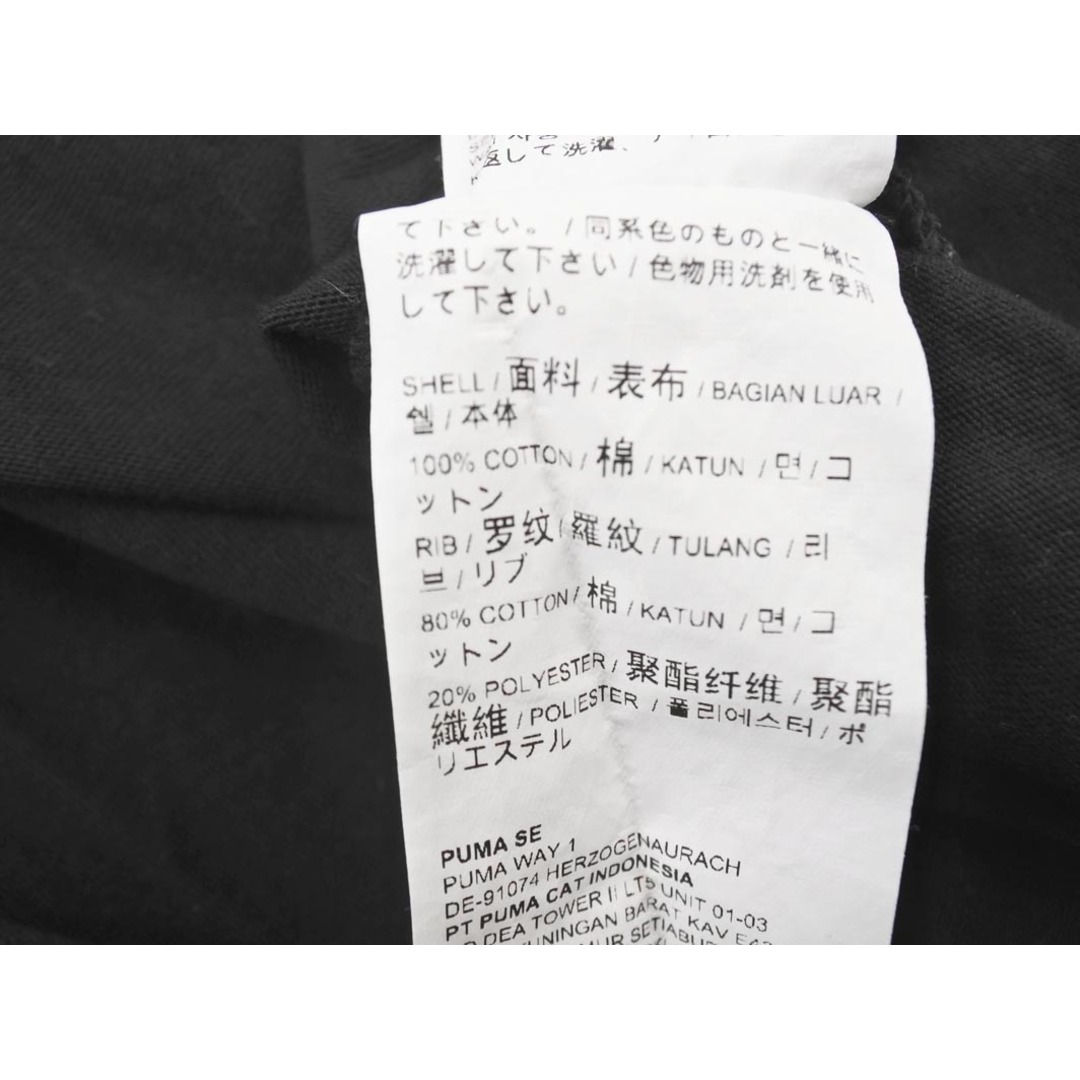 返して洗濯、
て下さい。/同系色のものと一緒に
洗濯して下さい/色物用洗剤を使用
して下さい。
SHELL/面料/表布/BAGIAN LUAR/
쉘/本体
100% COTTON/棉/KATUN/면/コ
ットン
RIB/罗纹/羅紋/TULANG/리
브/リブ
80% COTTON/棉/KATUN/면/コ
ットン
20% POLYESTER/聚酯纤维/聚酯
纖維/POLIESTER/폴리에스터/ポ
リエステル
PUMA SE
PUMA WAY 1
DE-91074 HERZOGENAURACH
PT PUMA CAT INDONESIA
DEA TOWER II LT5 UNIT 01-03
KUNINGAN BARAT KAV